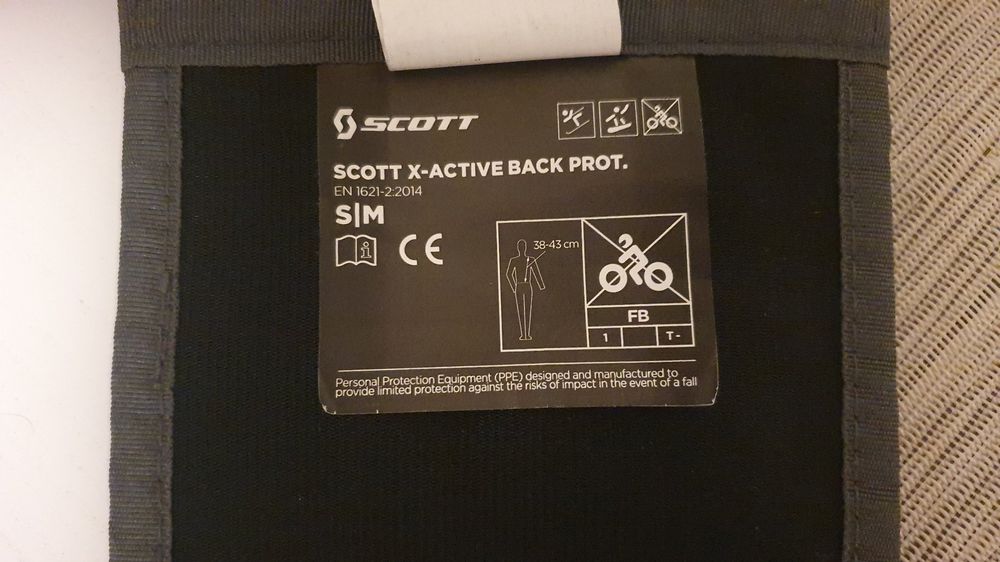 SCOTT
SCOTT X-ACTIVE BACK PROT.
EN 1621-2:2014
S|M
i CE
38-43 cm
FB
1 T-
Personal Protection Equipment (PPE) designed and manufactured to
provide limited protection against the risks of impact in the event of a fall